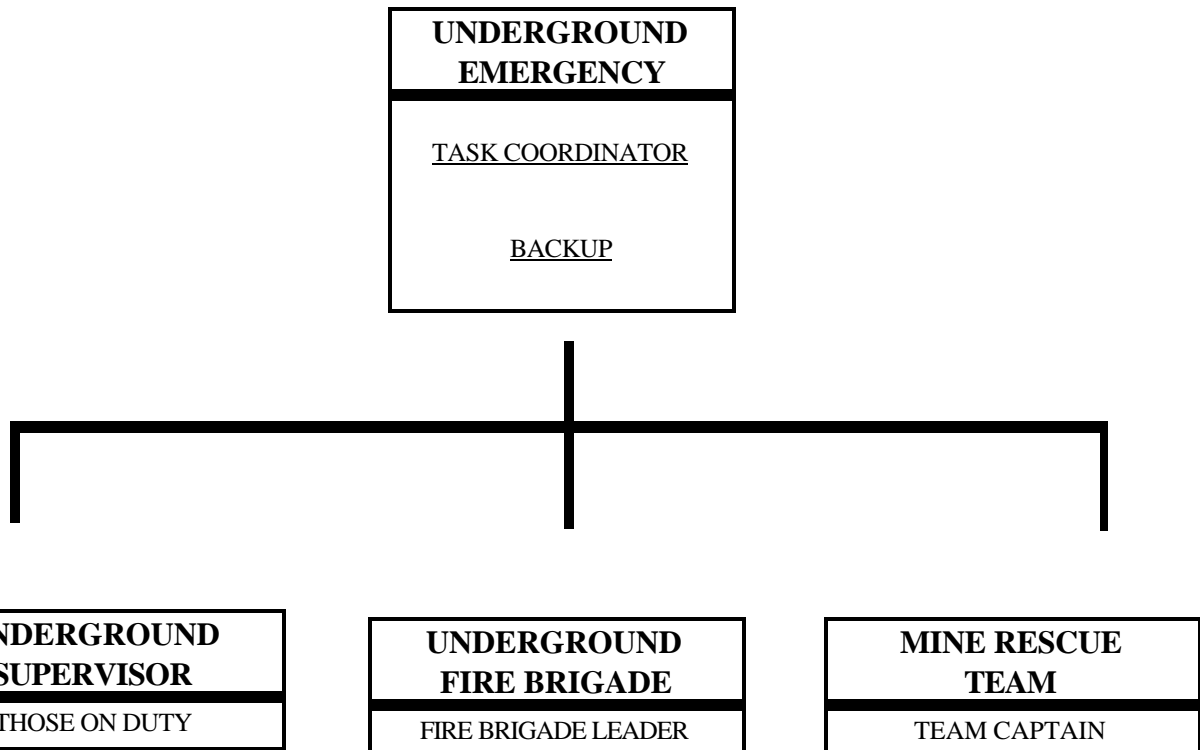 UNDERGROUND
EMERGENCY
TASK COORDINATOR
BACKUP
NDERGROUND
SUPERVISOR
THOSE ON DUTY
UNDERGROUND
FIRE BRIGADE
FIRE BRIGADE LEADER
MINE RESCUE
TEAM
TEAM CAPTAIN